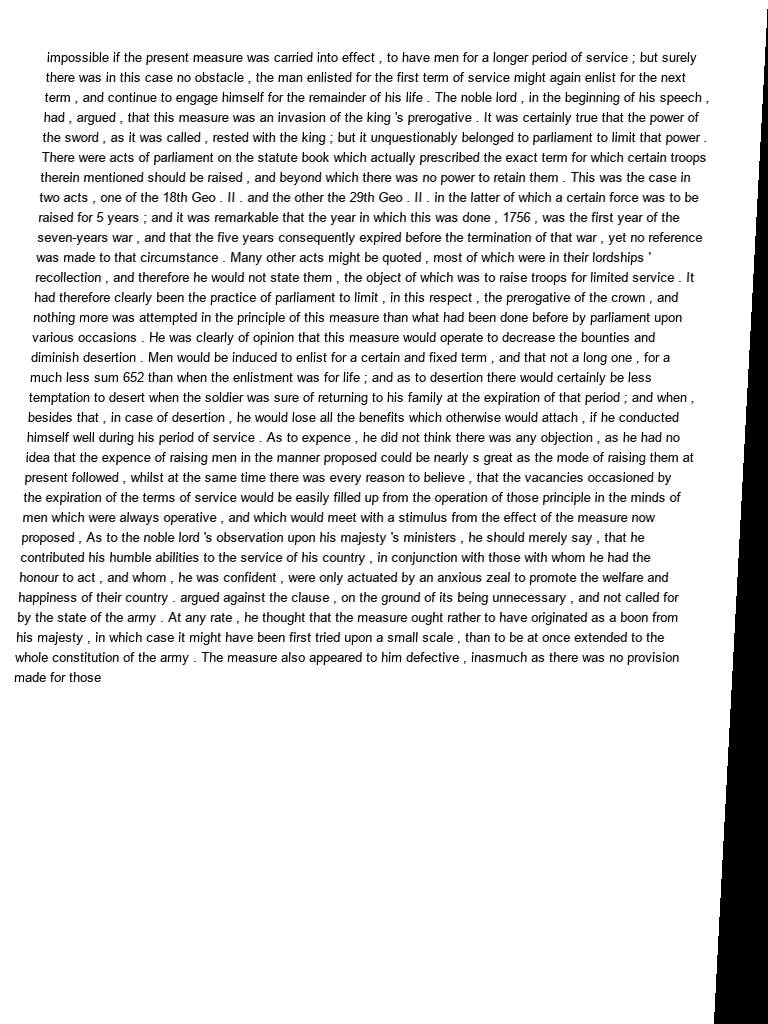 impossible if the present measure was carried into effect , to have men for a longer period of service ; but surely
there was in this case no obstacle , the man enlisted for the first term of service might again enlist for the next
term , and continue to engage himself for the remainder of his life . The noble lord , in the beginning of his speech ,
had , argued , that this measure was an invasion of the king 's prerogative . It was certainly true that the power of
the sword , as it was called , rested with the king ; but it unquestionably belonged to parliament to limit that power .
There were acts of parliament on the statute book which actually prescribed the exact term for which certain troops
therein mentioned should be raised , and beyond which there was no power to retain them . This was the case in
two acts , one of the 18th Geo . II . and the other the 29th Geo . II . in the latter of which a certain force was to be
raised for 5 years ; and it was remarkable that the year in which this was done , 1756 , was the first year of the
seven-years war , and that the five years consequently expired before the termination of that war , yet no reference
was made to that circumstance . Many other acts might be quoted , most of which were in their lordships '
recollection , and therefore he would not state them , the object of which was to raise troops for limited service . It
had therefore clearly been the practice of parliament to limit , in this respect , the prerogative of the crown , and
nothing more was attempted in the principle of this measure than what had been done before by parliament upon
various occasions . He was clearly of opinion that this measure would operate to decrease the bounties and
diminish desertion . Men would be induced to enlist for a certain and fixed term , and that not a long one , for a
much less sum 652 than when the enlistment was for life ; and as to desertion there would certainly be less
temptation to desert when the soldier was sure of returning to his family at the expiration of that period ; and when ,
besides that , in case of desertion , he would lose all the benefits which otherwise would attach , if he conducted
himself well during his period of service . As to expence , he did not think there was any objection , as he had no
idea that the expence of raising men in the manner proposed could be nearly s great as the mode of raising them at
present followed , whilst at the same time there was every reason to believe , that the vacancies occasioned by
the expiration of the terms of service would be easily filled up from the operation of those principle in the minds of
men which were always operative , and which would meet with a stimulus from the effect of the measure now
proposed , As to the noble lord 's observation upon his majesty 's ministers , he should merely say , that he
contributed his humble abilities to the service of his country , in conjunction with those with whom he had the
honour to act , and whom , he was confident , were only actuated by an anxious zeal to promote the welfare and
happiness of their country . argued against the clause , on the ground of its being unnecessary , and not called for
by the state of the army . At any rate , he thought that the measure ought rather to have originated as a boon from
his majesty , in which case it might have been first tried upon a small scale , than to be at once extended to the
whole constitution of the army . The measure also appeared to him defective , inasmuch as there was no provision
made for those